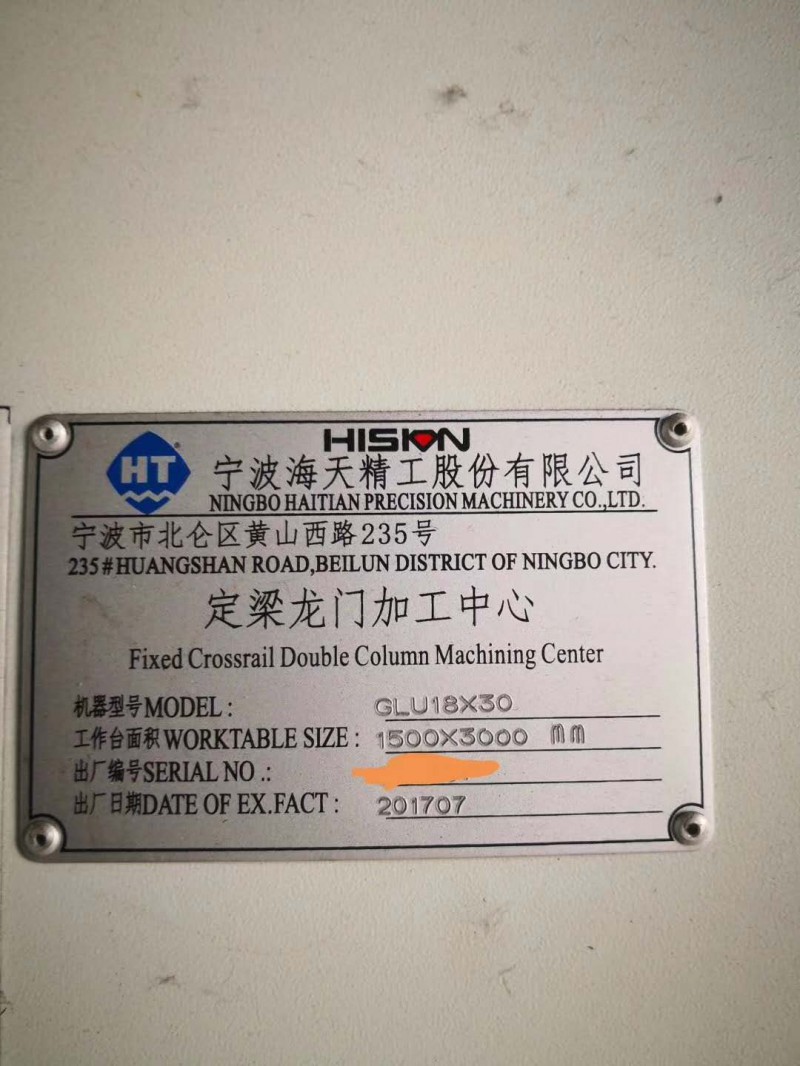 HISION
HT
宁波海天精工股份有限公司
NINGBO HAITIAN PRECISION MACHINERY CO.,LTD.
宁波市北仑区黄山西路235号
235#HUANGSHAN ROAD,BEILUN DISTRICT OF NINGBO CITY.
定梁龙门加工中心
Fixed Crossrail Double Column Machining Center
机器型号MODEL: GLU18X30
工作台面积WORKTABLE SIZE: 1500X3000 mm
出厂编号SERIAL NO.:
出厂日期DATE OF EX.FACT: 201707